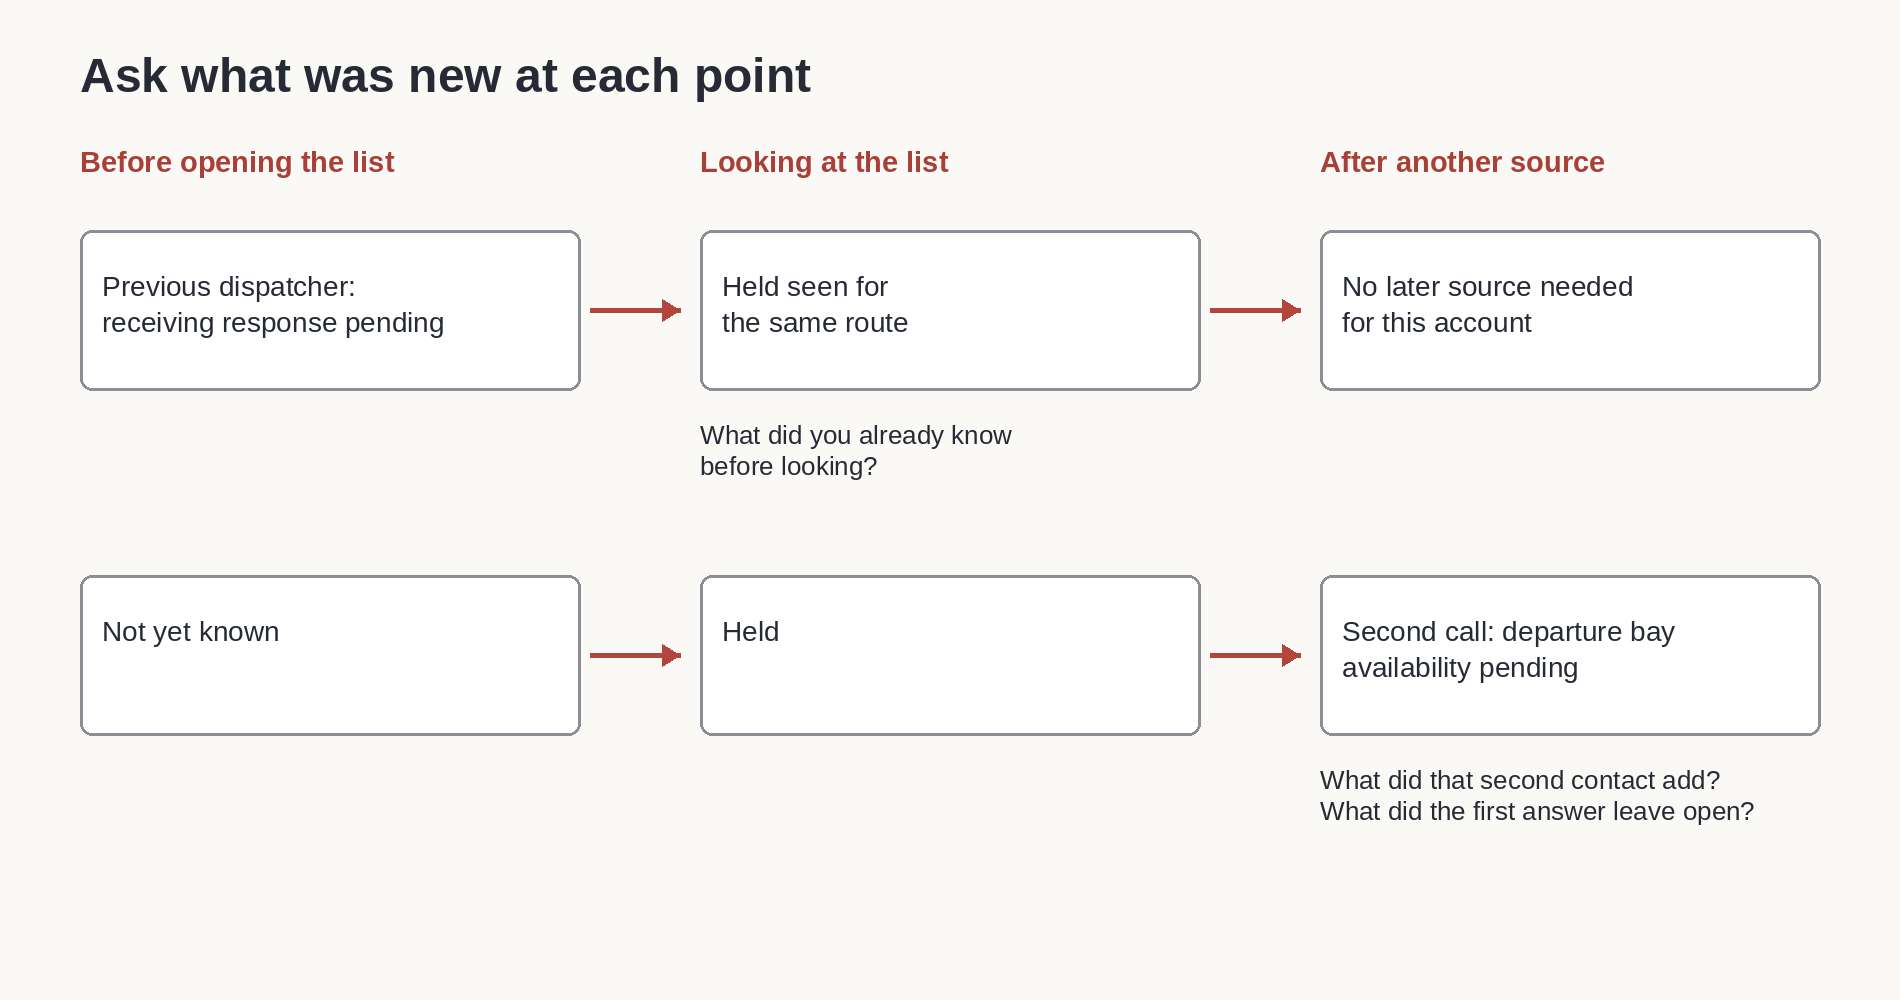 Ask what was new at each point
Before opening the list
Looking at the list
After another source
Previous dispatcher:
receiving response pending
Held seen for
the same route
No later source needed
for this account
What did you already know
before looking?
Not yet known
Held
Second call: departure bay
availability pending
What did that second contact add?
What did the first answer leave open?